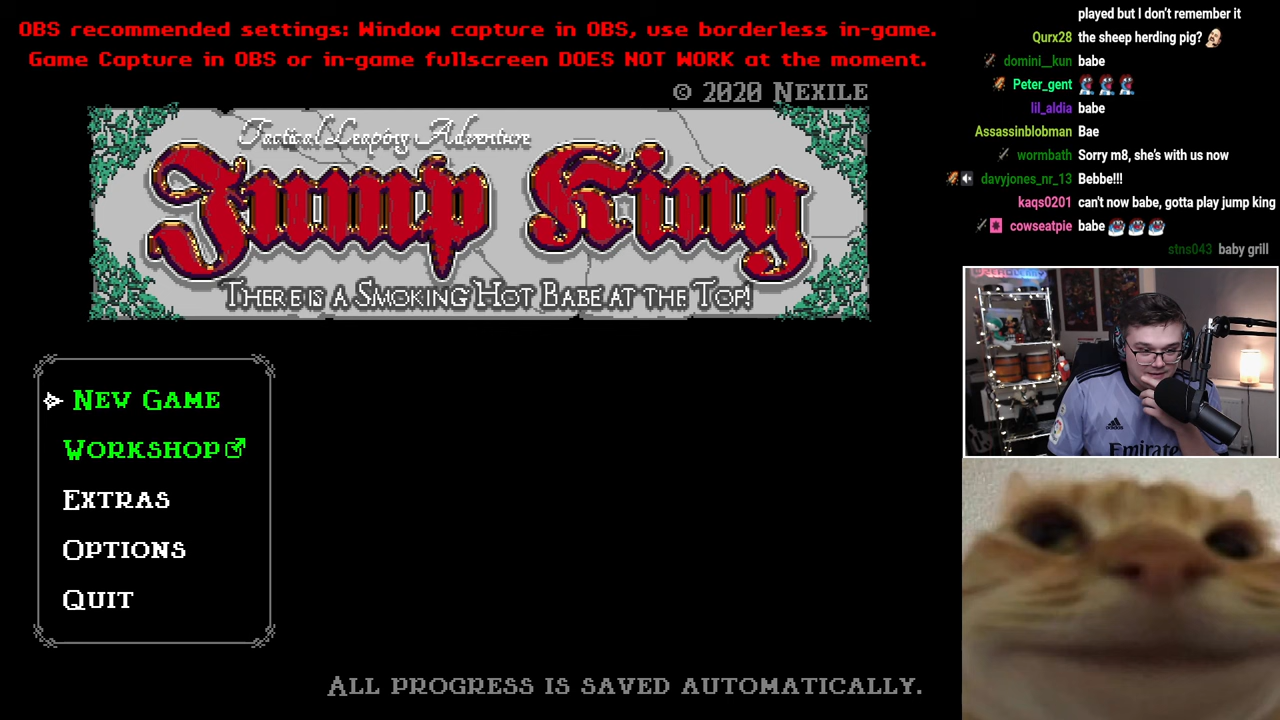 OBS recommended settings: Window capture in OBS, use borderless in-game.
Game Capture in OBS or in-game fullscreen DOES NOT WORK at the moment.
© 2020 Nexile
Tactical Leaping Adventure
Jump King
There is a Smoking Hot Babe at the Top!
New Game
Workshop
Extras
Options
Quit
All progress is saved automatically.
played but I don't remember it
Qurx28 the sheep herding pig?
domini__kun babe
Peter_gent
lil_aldia babe
Assassinblobman Bae
wormbath Sorry m8, she's with us now
davyjones_nr_13 Bebbe!!!
kaqs0201 can't now babe, gotta play jump king
cowseatpie babe
stns043 baby grill
Emirate